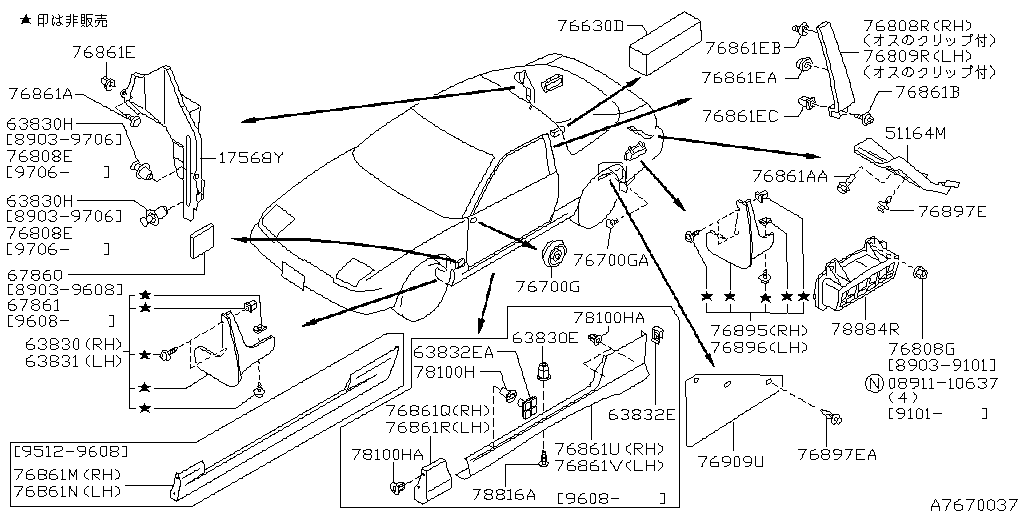 ★ 印は非販売
76861E
76861A
63830H
[8903-9706]
76808E
[9706- ]
17568Y
63830H
[8903-9706]
76808E
[9706- ]
67860
[8903-9608]
67861
[9608- ]
★
★
63830(RH)
63831(LH)
★
★
★
[9512-9608]
76861M(RH)
76861N(LH)
76630D
76861EB
76861EA
76861EC
76808R(RH)
(オスのクリップ付)
76809R(LH)
(オスのクリップ付)
76861B
51164M
76861AA
76897E
76700GA
76700G
★ ★ ★ ★ ★
76895(RH)
76896(LH)
78884R
76808G
[8903-9101]
Ⓝ08911-10637
(4)
[9101- ]
78100HA
63830E
63832EA
78100H
76861Q(RH)
76861R(LH)
78100HA
63832E
76861U(RH)
76861V(LH)
78816A
[9608- ]
76909U
76897EA
A7670037